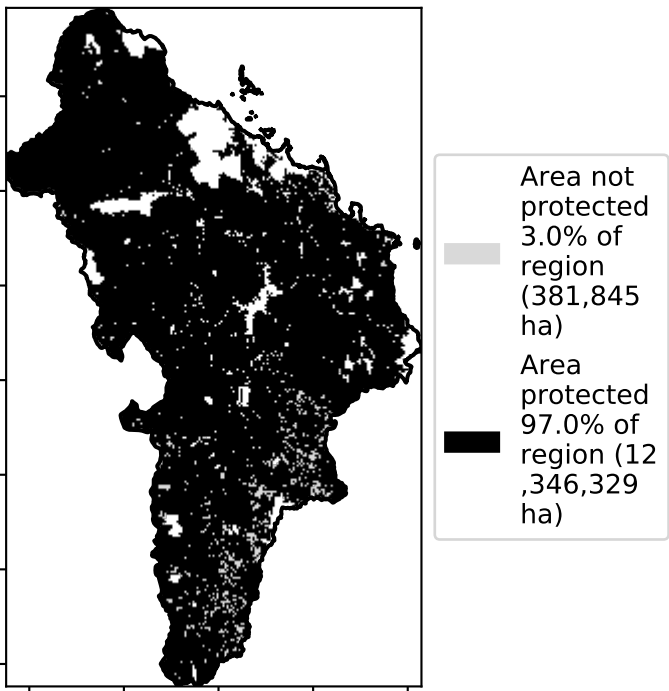 Area not
protected
3.0% of
region
(381,845
ha)
Area
protected
97.0% of
region (12
,346,329
ha)